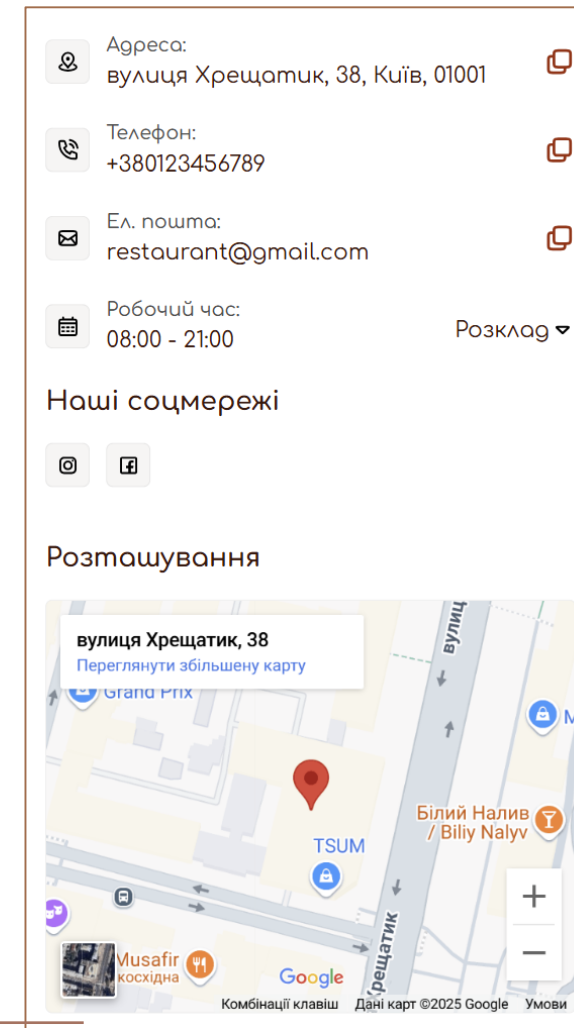 Адреса:
вулиця Хрещатик, 38, Київ, 01001
Телефон:
+380123456789
Ел. пошта:
restaurant@gmail.com
Робочий час:
08:00 - 21:00
Розклад
Наші соцмережі
Розташування
вулиця Хрещатик, 38
Переглянути збільшену карту
Grand Prix
вулиц
M
Білий Налив
/ Biliy Nalyv
TSUM
Хрещатик
Musafir
косхідна
Google
Комбінації клавіш
Дані карт ©2025 Google
Умови